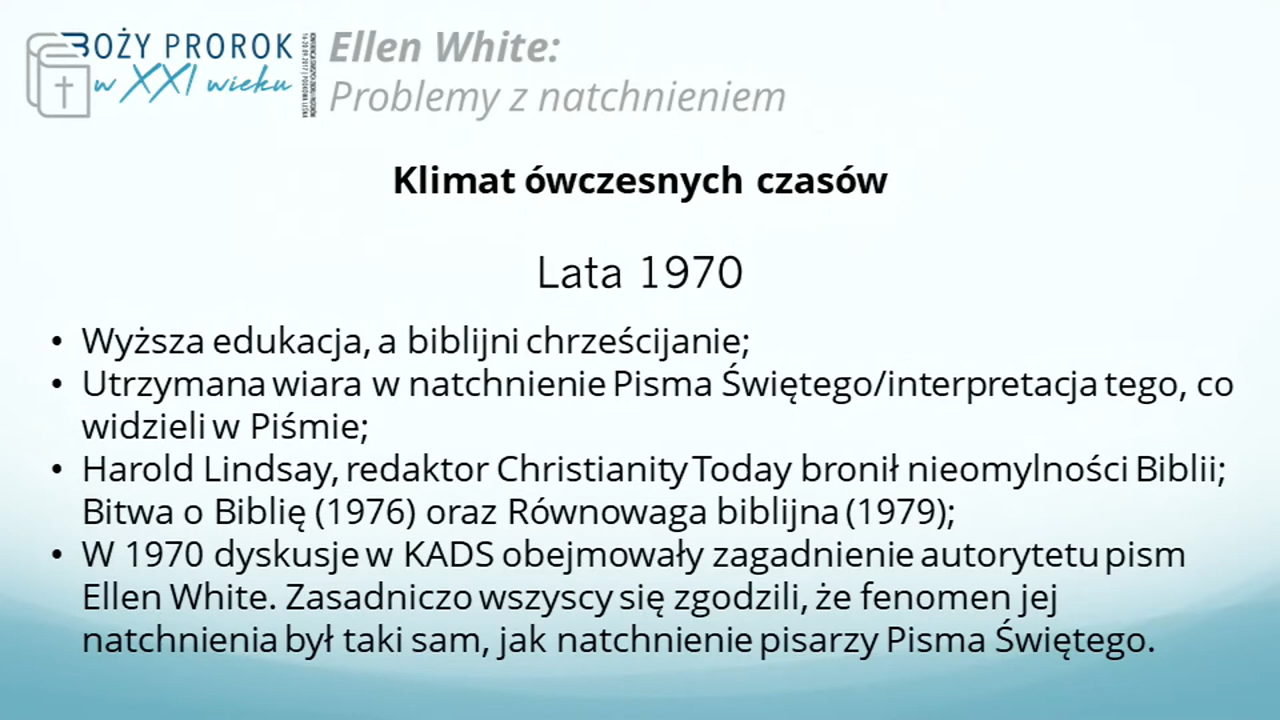 BOŻY PROROK
w XXI wieku
Ellen White:
Problemy z natchnieniem
Klimat ówczesnych czasów
Lata 1970
• Wyższa edukacja, a biblijni chrześcijanie;
• Utrzymana wiara w natchnienie Pisma Świętego/interpretacja tego, co
widzieli w Piśmie;
• Harold Lindsay, redaktor Christianity Today bronił nieomylności Biblii;
Bitwa o Biblię (1976) oraz Równowaga biblijna (1979);
• W 1970 dyskusje w KADS obejmowały zagadnienie autorytetu pism
Ellen White. Zasadniczo wszyscy się zgodzili, że fenomen jej
natchnienia był taki sam, jak natchnienie pisarzy Pisma Świętego.